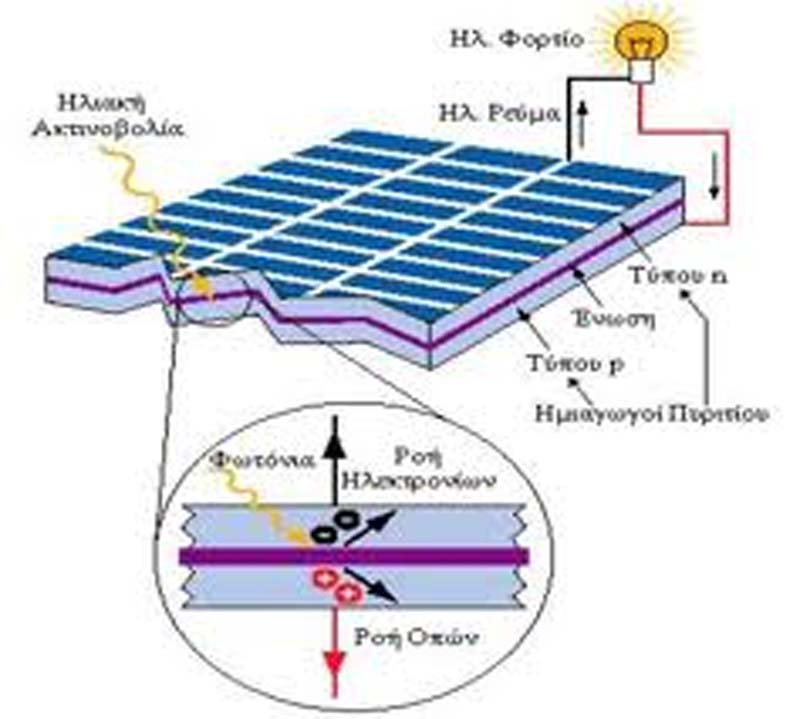 Ηλ. Φορτίο
Ηλιακή
Ακτινοβολία
Ηλ. Ρεύμα
Τύπου n
Ένωση
Τύπου p
Ημιαγωγοί Πυριτίου
Φωτόνια
Ροή
Ηλεκτρονίων
Ροή Οπών